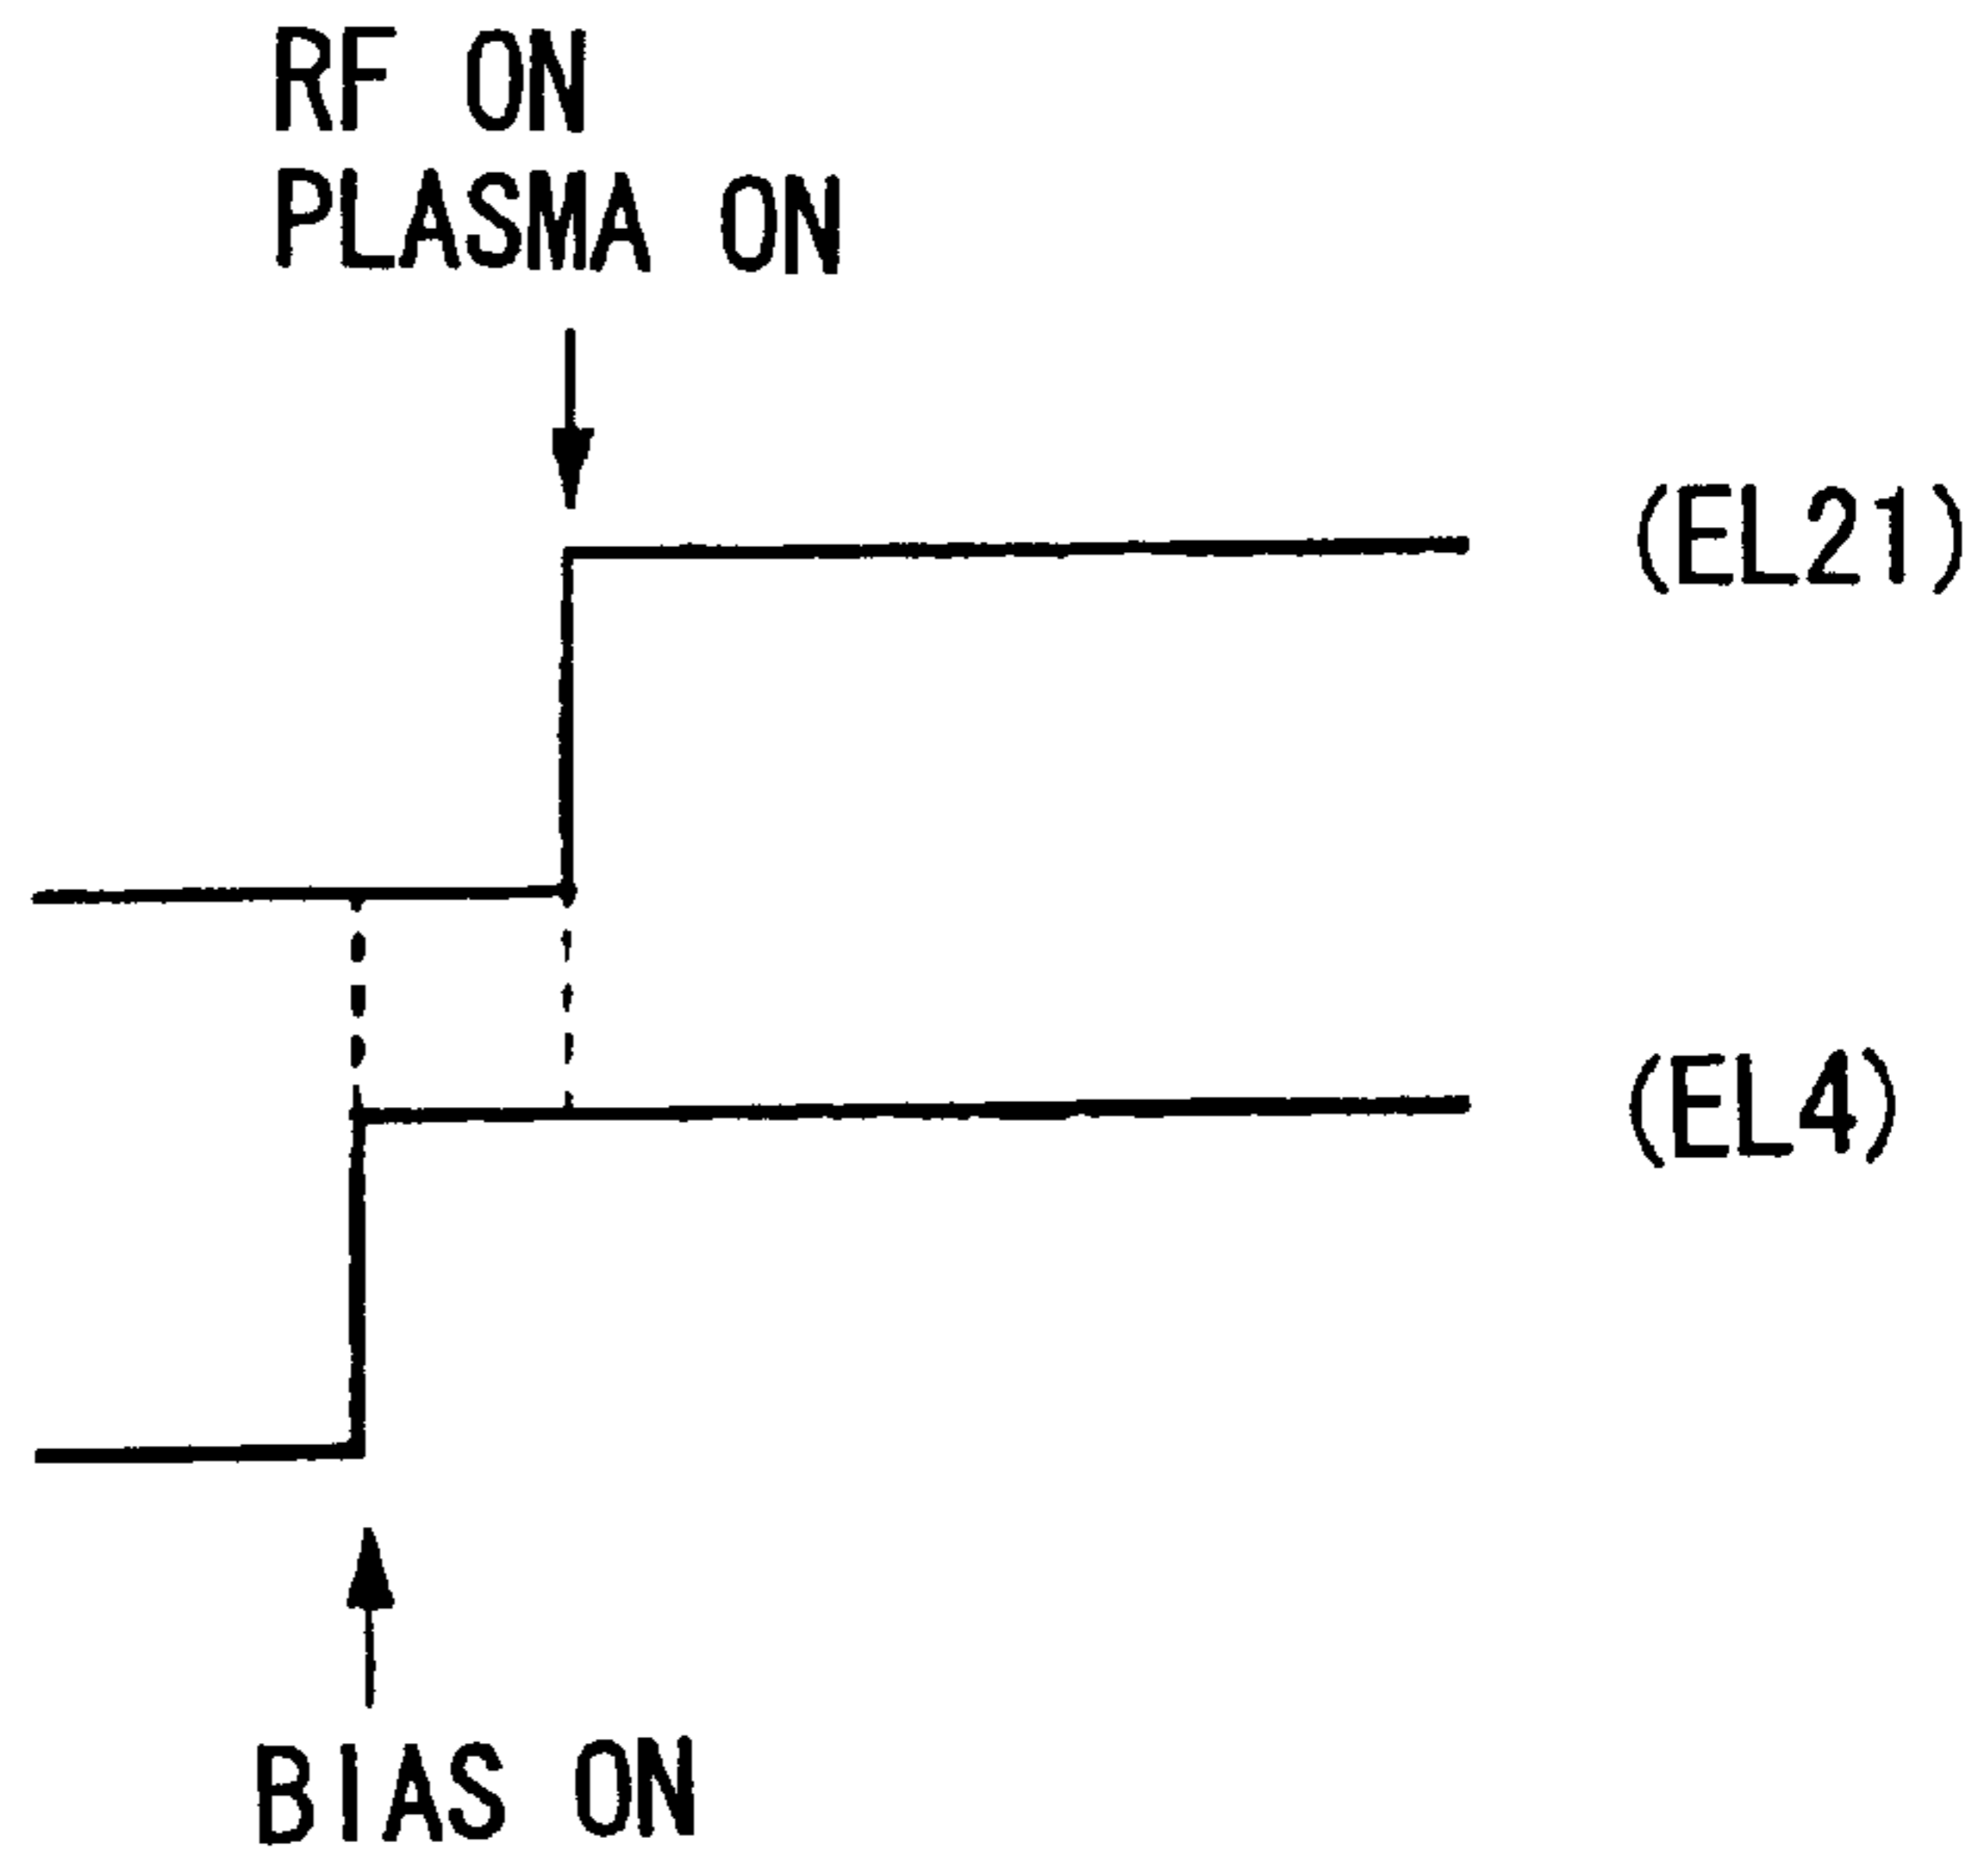 RF ON
PLASMA ON
(EL21)
(EL4)
BIAS ON